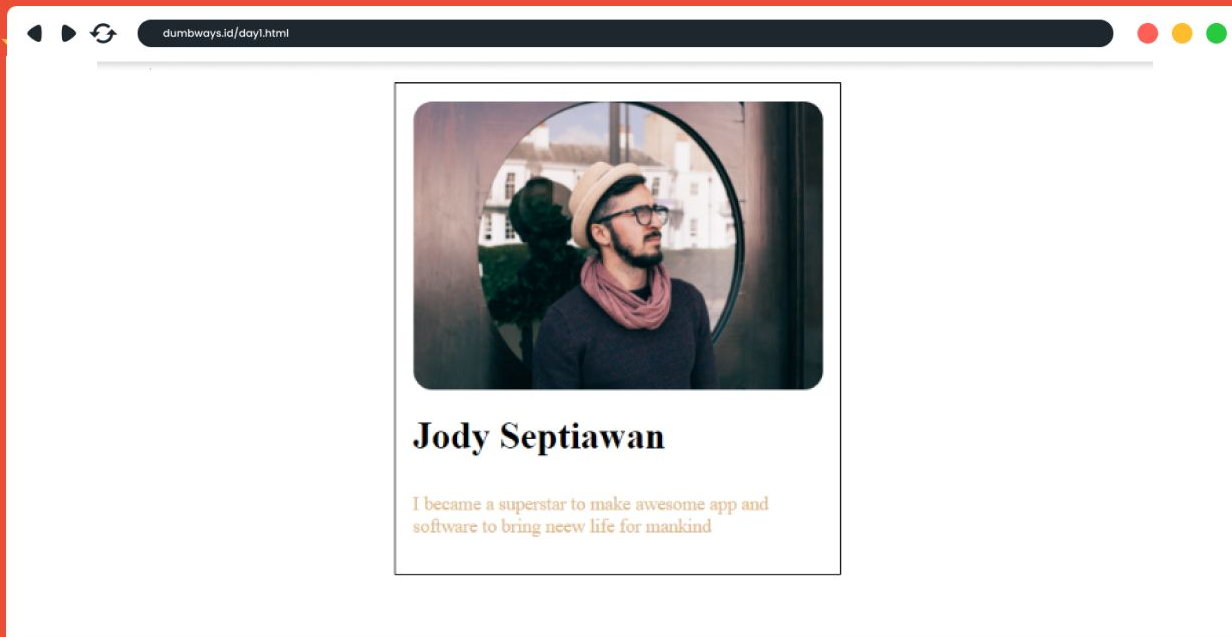 dumbways.id/day1.html
Jody Septiawan
I became a superstar to make awesome app and
software to bring neew life for mankind